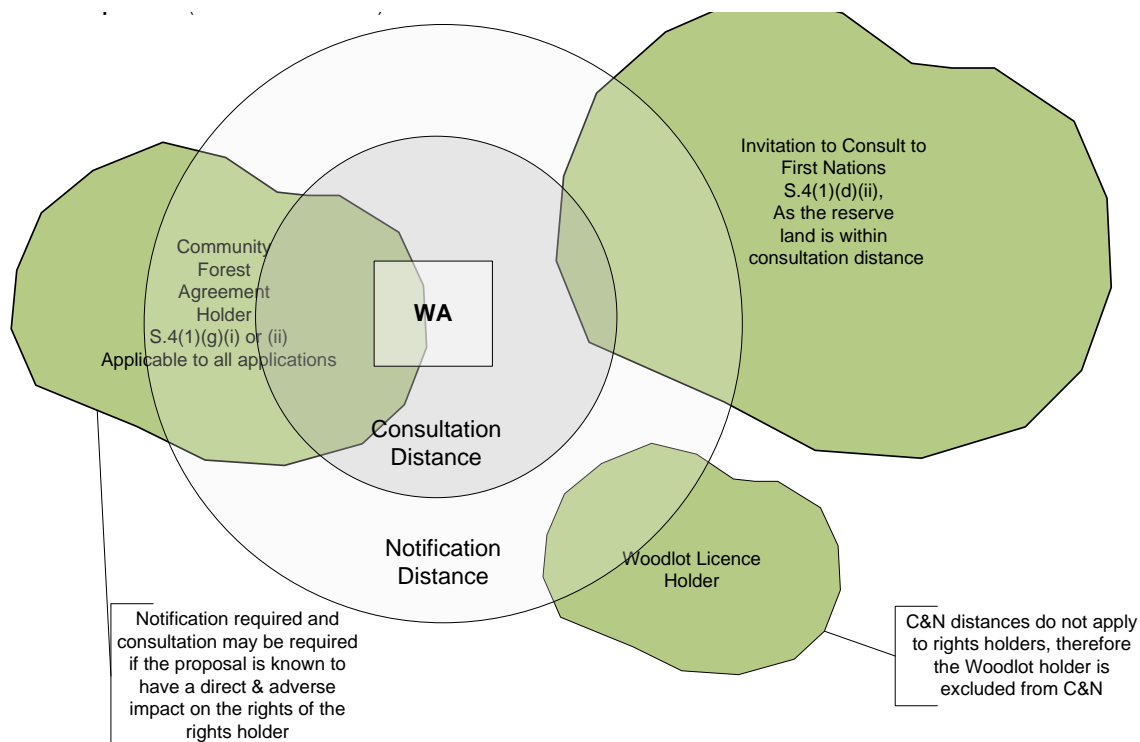 Invitation to Consult to
First Nations
S.4(1)(d)(ii),
As the reserve
land is within
consultation distance
Community
Forest
Agreement
Holder
S.4(1)(g)(i) or (ii)
Applicable to all applications
WA
Consultation
Distance
Notification
Distance
Woodlot Licence
Holder
Notification required and
consultation may be required
if the proposal is known to
have a direct & adverse
impact on the rights of the
rights holder
C&N distances do not apply
to rights holders, therefore
the Woodlot holder is
excluded from C&N